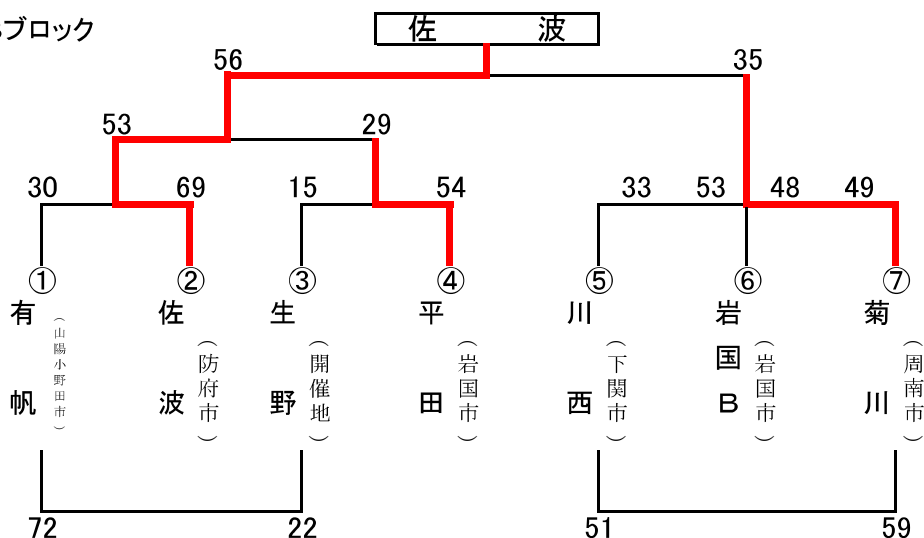 ブロック
佐波
56 35
53 29
30 69 15 54 33 53 48 49
① ② ③ ④ ⑤ ⑥ ⑦
有帆
(山陽小野田市)
佐波
(防府市)
生野
(開催地)
平田
(岩国市)
川西
(下関市)
岩国B
(岩国市)
菊川
(周南市)
72 22 51 59